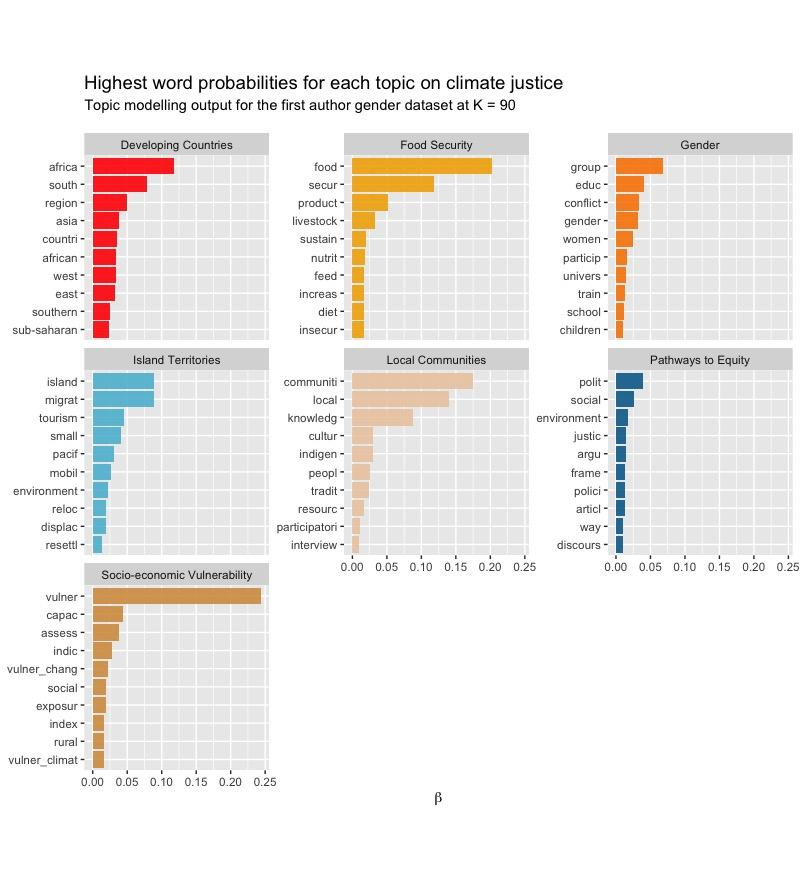 Highest word probabilities for each topic on climate justice
Topic modelling output for the first author gender dataset at K = 90
Developing Countries
africa
south
region
asia
countri
african
west
east
southern
sub-saharan
Food Security
food
secur
product
livestock
sustain
nutrit
feed
increas
diet
insecur
Gender
group
educ
conflict
gender
women
particip
univers
train
school
children
Island Territories
island
migrat
tourism
small
pacif
mobil
environment
reloc
displac
resettl
Local Communities
communiti
local
knowledg
cultur
indigen
peopl
tradit
resourc
participatori
interview
0.00 0.05 0.10 0.15 0.20 0.25
Pathways to Equity
polit
social
environment
justic
argu
frame
polici
articl
way
discours
0.00 0.05 0.10 0.15 0.20 0.25
Socio-economic Vulnerability
vulner
capac
assess
indic
vulner_chang
social
exposur
index
rural
vulner_climat
0.00 0.05 0.10 0.15 0.20 0.25
β